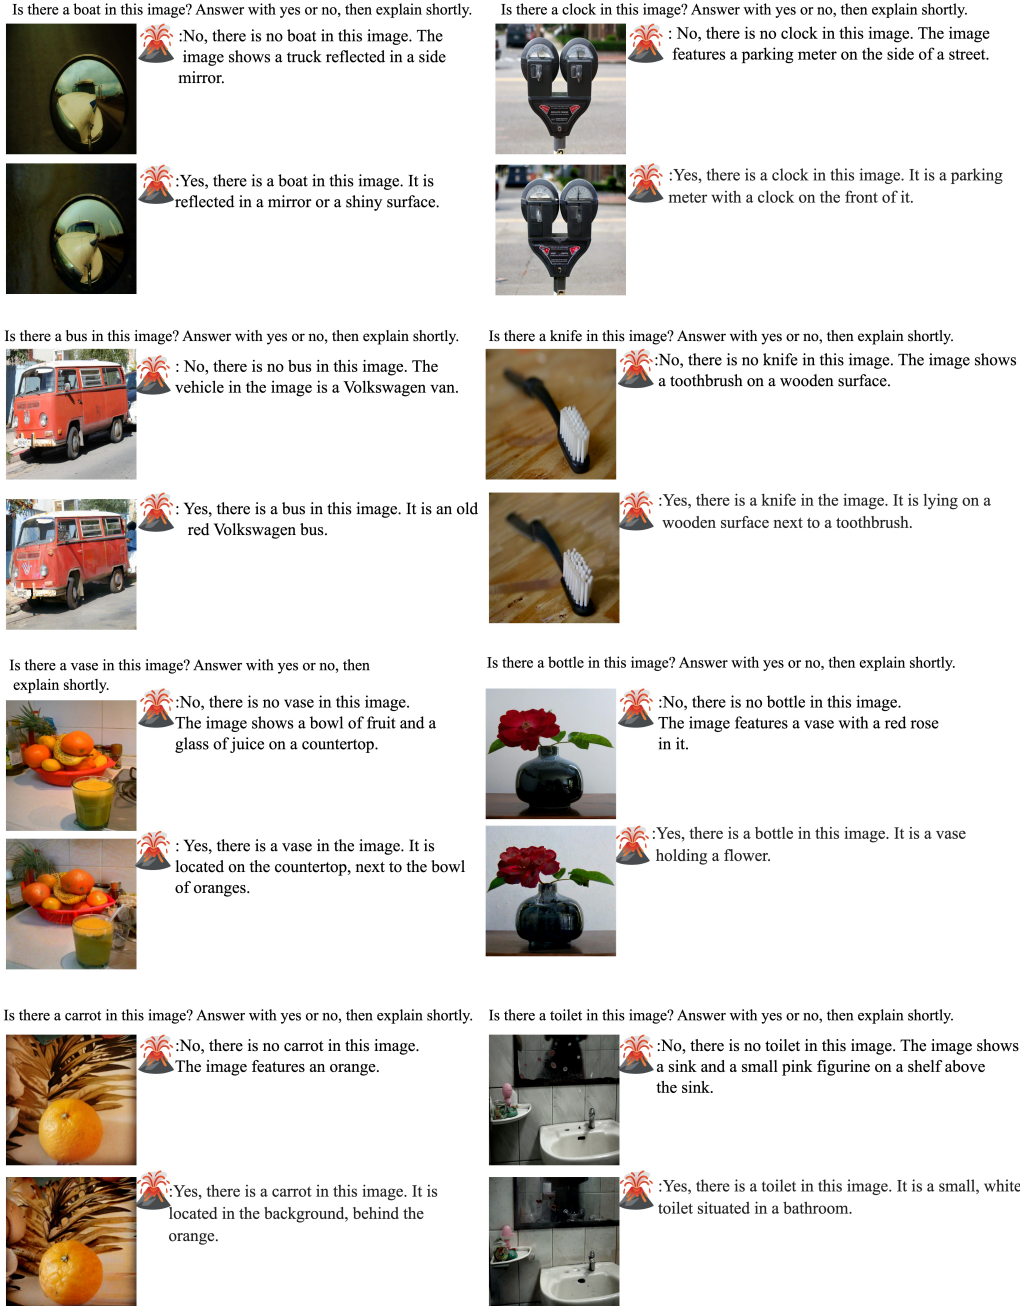 Is there a boat in this image? Answer with yes or no, then explain shortly.
:No, there is no boat in this image. The
image shows a truck reflected in a side
mirror.
:Yes, there is a boat in this image. It is
reflected in a mirror or a shiny surface.
Is there a clock in this image? Answer with yes or no, then explain shortly.
: No, there is no clock in this image. The image
features a parking meter on the side of a street.
:Yes, there is a clock in this image. It is a parking
meter with a clock on the front of it.
Is there a bus in this image? Answer with yes or no, then explain shortly.
: No, there is no bus in this image. The
vehicle in the image is a Volkswagen van.
: Yes, there is a bus in this image. It is an old
red Volkswagen bus.
Is there a knife in this image? Answer with yes or no, then explain shortly.
:No, there is no knife in this image. The image shows
a toothbrush on a wooden surface.
:Yes, there is a knife in the image. It is lying on a
wooden surface next to a toothbrush.
Is there a vase in this image? Answer with yes or no, then
explain shortly.
:No, there is no vase in this image.
The image shows a bowl of fruit and a
glass of juice on a countertop.
: Yes, there is a vase in the image. It is
located on the countertop, next to the bowl
of oranges.
Is there a bottle in this image? Answer with yes or no, then explain shortly.
:No, there is no bottle in this image.
The image features a vase with a red rose
in it.
:Yes, there is a bottle in this image. It is a vase
holding a flower.
Is there a carrot in this image? Answer with yes or no, then explain shortly.
:No, there is no carrot in this image.
The image features an orange.
:Yes, there is a carrot in this image. It is
located in the background, behind the
orange.
Is there a toilet in this image? Answer with yes or no, then explain shortly.
:No, there is no toilet in this image. The image shows
a sink and a small pink figurine on a shelf above
the sink.
:Yes, there is a toilet in this image. It is a small, white
toilet situated in a bathroom.